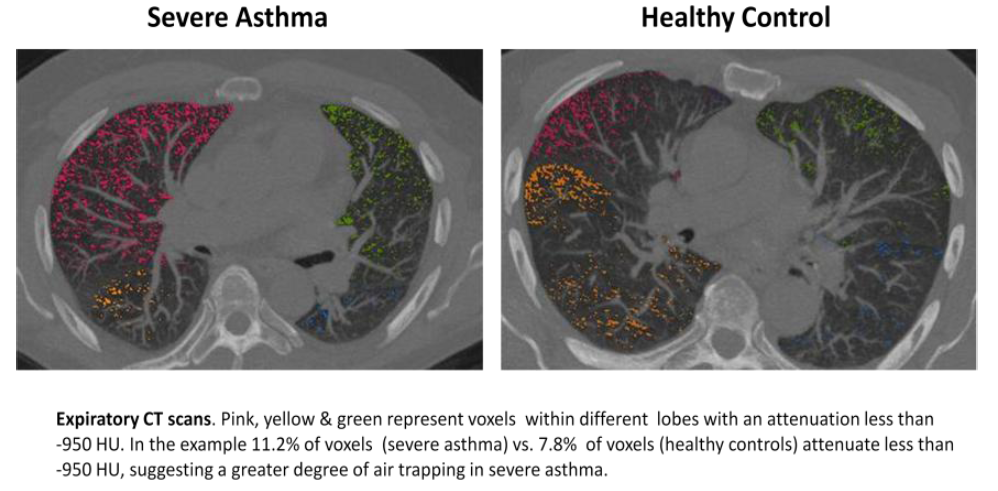 Severe Asthma
Healthy Control
Expiratory CT scans. Pink, yellow & green represent voxels within different lobes with an attenuation less than
-950 HU. In the example 11.2% of voxels (severe asthma) vs. 7.8% of voxels (healthy controls) attenuate less than
-950 HU, suggesting a greater degree of air trapping in severe asthma.